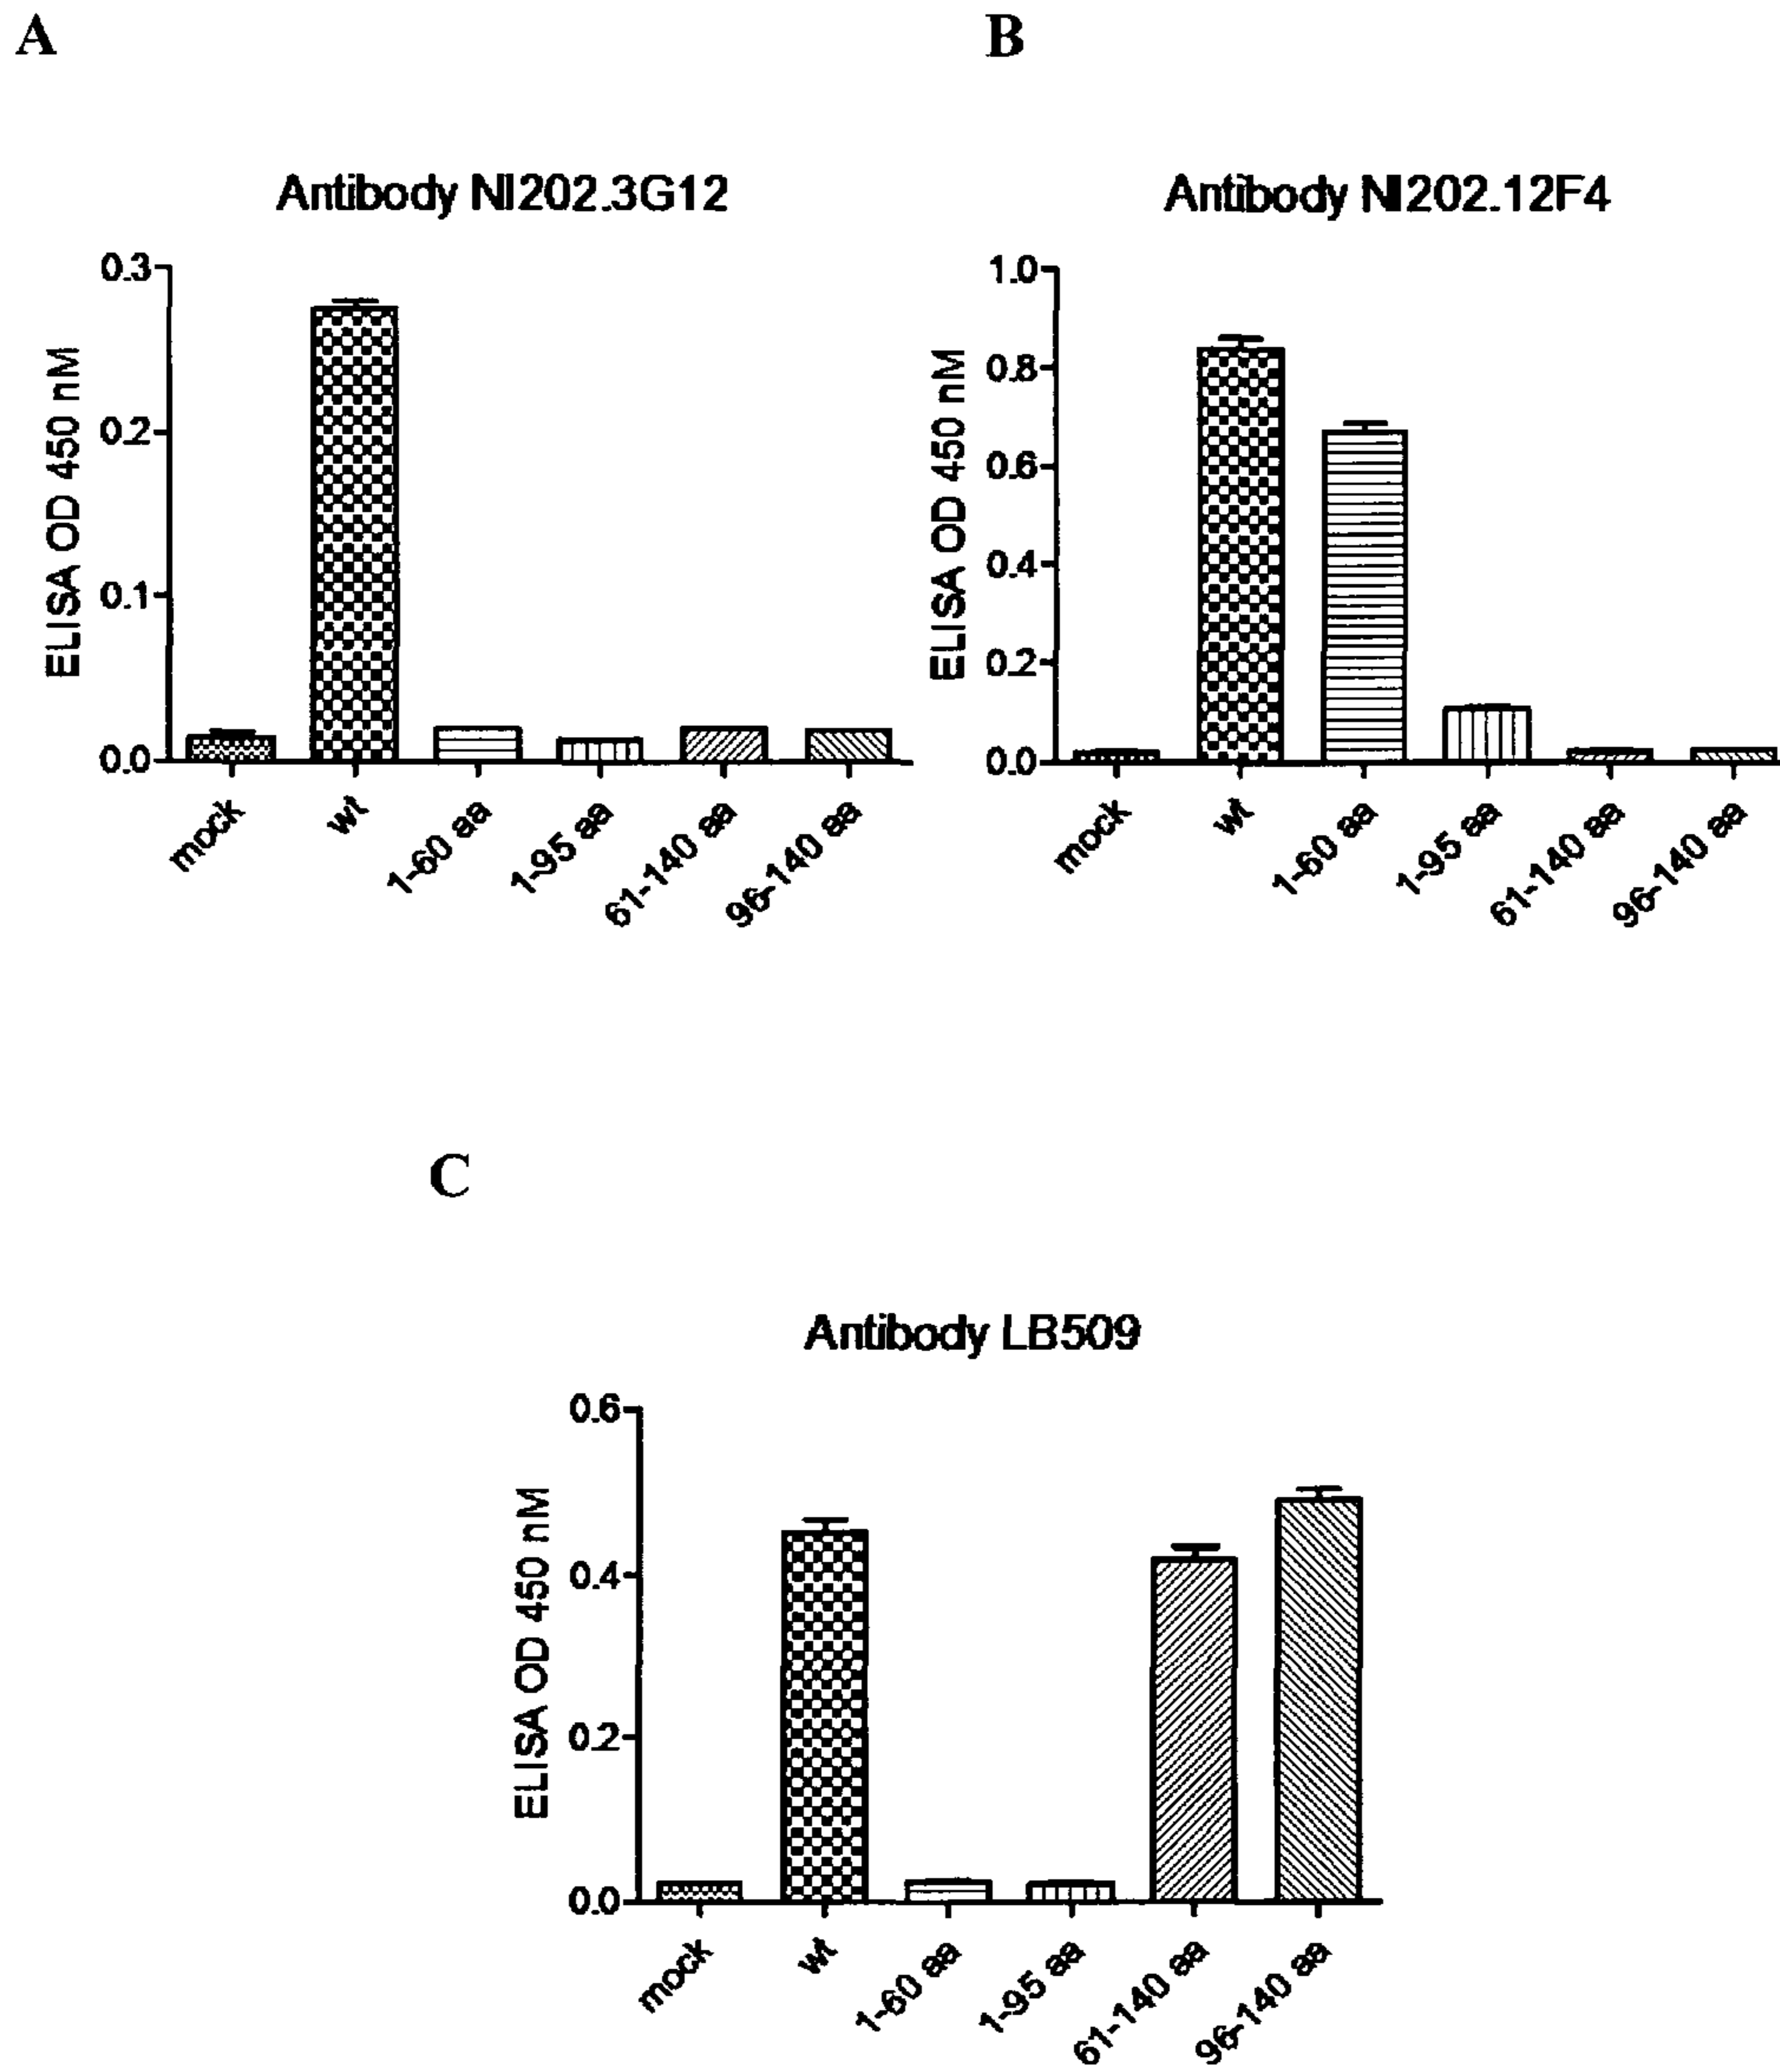 A
B
Antibody NI202.3G12
Antibody NI202.12F4
ELISA OD 450 nM
0.3
0.2
0.1
0.0
mock
wt
1-60 aa
1-95 aa
61-140 aa
96-140 aa
ELISA OD 450 nM
1.0
0.8
0.6
0.4
0.2
0.0
mock
wt
1-60 aa
1-95 aa
61-140 aa
96-140 aa
C
Antibody LB509
ELISA OD 450 nM
0.6
0.4
0.2
0.0
mock
wt
1-60 aa
1-95 aa
61-140 aa
96-140 aa